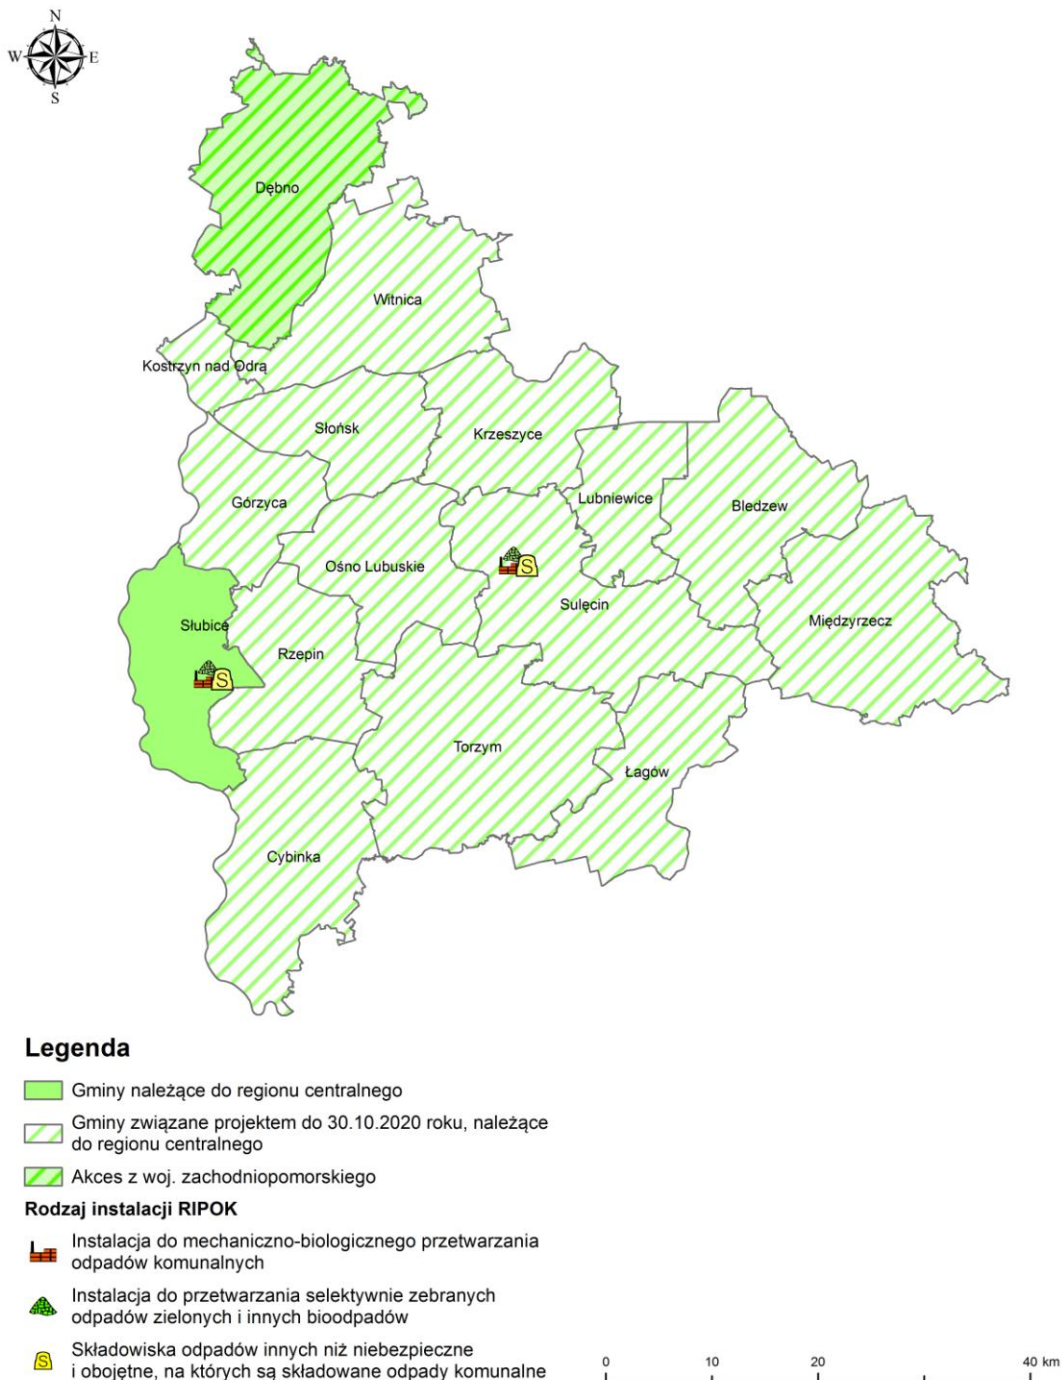 N
W E
S
Dębno
Witnica
Kostrzyn nad Odrą
Słońsk
Krzeszyce
Lubniewice
Górzyca
Bledzew
Ośno Lubuskie
S
Sulęcin
Słubice
Międzyrzecz
Rzepin
S
Torzym
Łagów
Cybinka
Legenda
Gminy należące do regionu centralnego
Gminy związane projektem do 30.10.2020 roku, należące
do regionu centralnego
Akces z woj. zachodniopomorskiego
Rodzaj instalacji RIPOK
Instalacja do mechaniczno-biologicznego przetwarzania
odpadów komunalnych
Instalacja do przetwarzania selektywnie zebranych
odpadów zielonych i innych bioodpadów
S
Składowiska odpadów innych niż niebezpieczne
i obojętne, na których są składowane odpady komunalne
0 10 20 40 km